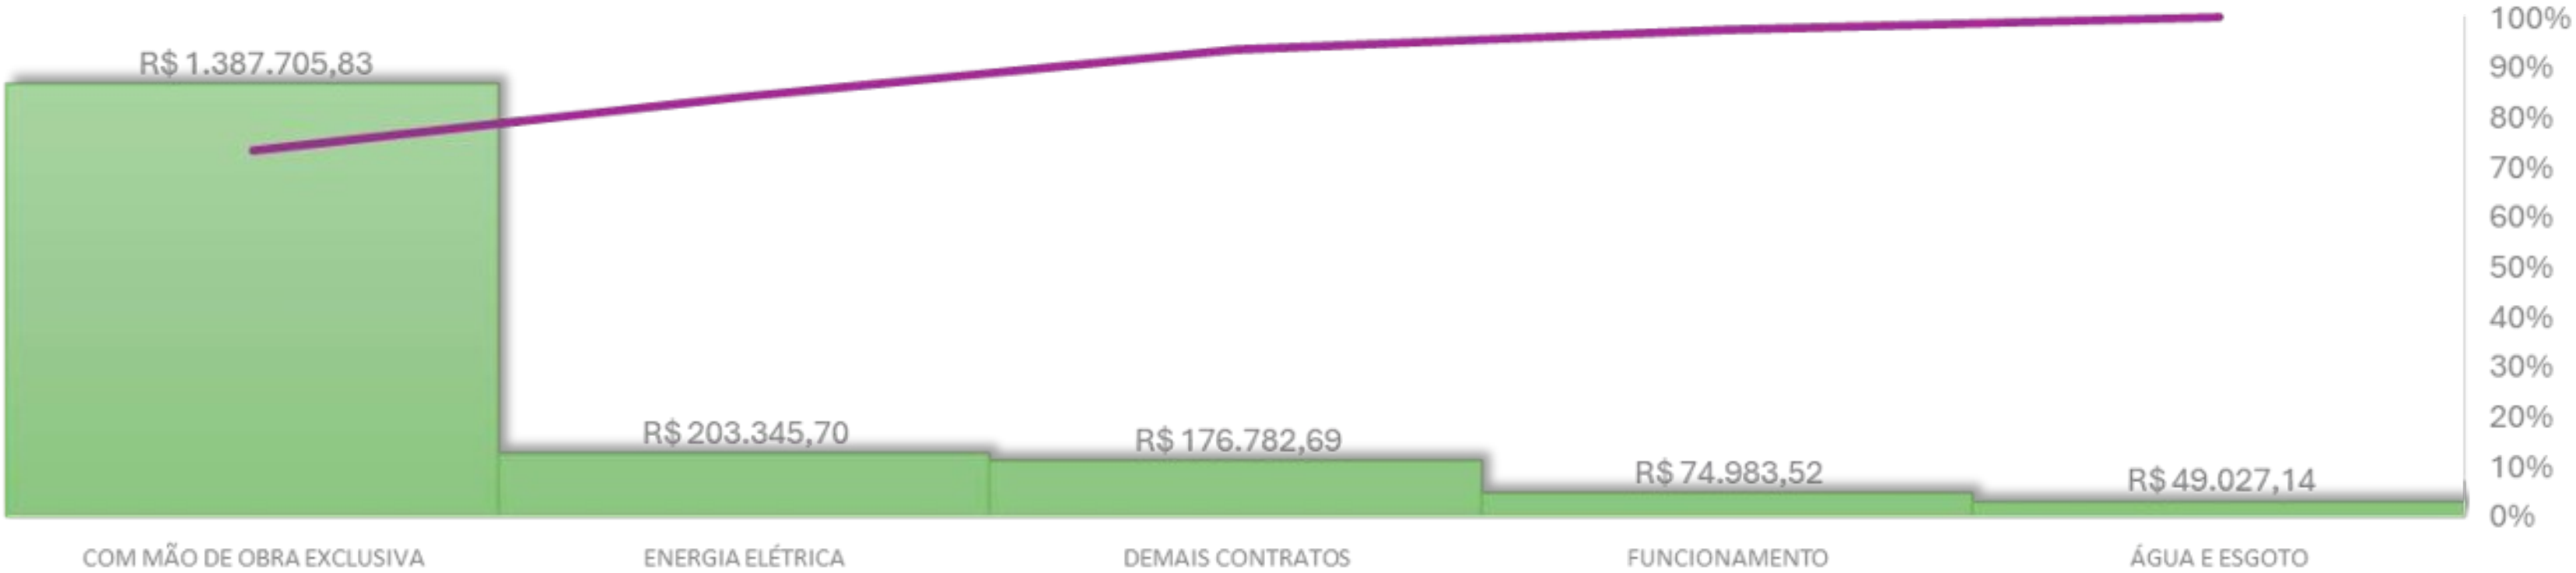 R$ 1.387.705,83
R$ 203.345,70
R$ 176.782,69
R$ 74.983,52
R$ 49.027,14
100%
90%
80%
70%
60%
50%
40%
30%
20%
10%
0%
COM MÃO DE OBRA EXCLUSIVA
ENERGIA ELÉTRICA
DEMAIS CONTRATOS
FUNCIONAMENTO
ÁGUA E ESGOTO